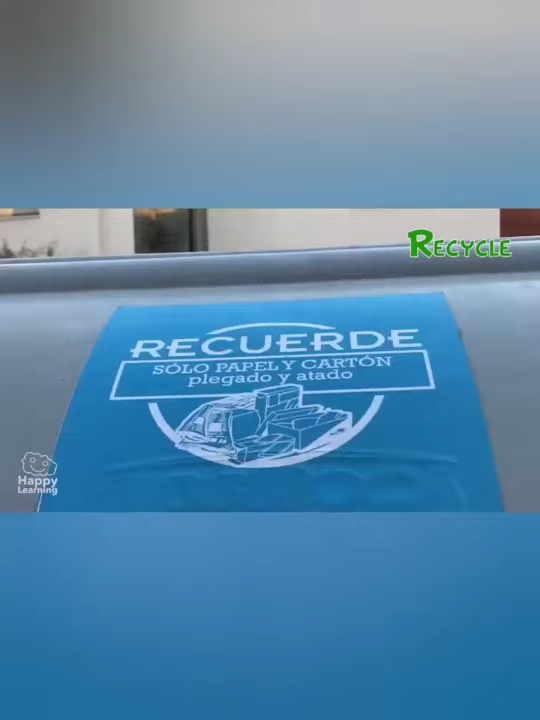 Recycle
RECUERDE
SÓLO PAPEL Y CARTÓN
plegado y atado
Happy
Learning